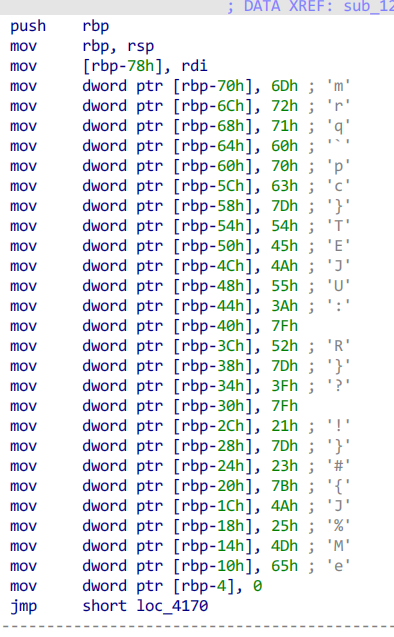 ; DATA XREF: sub_12
push rbp
mov rbp, rsp
mov [rbp-78h], rdi
mov dword ptr [rbp-70h], 6Dh ; 'm'
mov dword ptr [rbp-6Ch], 72h ; 'r'
mov dword ptr [rbp-68h], 71h ; 'q'
mov dword ptr [rbp-64h], 60h ; '`'
mov dword ptr [rbp-60h], 70h ; 'p'
mov dword ptr [rbp-5Ch], 63h ; 'c'
mov dword ptr [rbp-58h], 7Dh ; '}'
mov dword ptr [rbp-54h], 54h ; 'T'
mov dword ptr [rbp-50h], 45h ; 'E'
mov dword ptr [rbp-4Ch], 4Ah ; 'J'
mov dword ptr [rbp-48h], 55h ; 'U'
mov dword ptr [rbp-44h], 3Ah ; ':'
mov dword ptr [rbp-40h], 7Fh
mov dword ptr [rbp-3Ch], 52h ; 'R'
mov dword ptr [rbp-38h], 7Dh ; '}'
mov dword ptr [rbp-34h], 3Fh ; '?'
mov dword ptr [rbp-30h], 7Fh
mov dword ptr [rbp-2Ch], 21h ; '!'
mov dword ptr [rbp-28h], 7Dh ; '}'
mov dword ptr [rbp-24h], 23h ; '#'
mov dword ptr [rbp-20h], 7Bh ; '{'
mov dword ptr [rbp-1Ch], 4Ah ; 'J'
mov dword ptr [rbp-18h], 25h ; '%'
mov dword ptr [rbp-14h], 4Dh ; 'M'
mov dword ptr [rbp-10h], 65h ; 'e'
mov dword ptr [rbp-4], 0
jmp short loc_4170